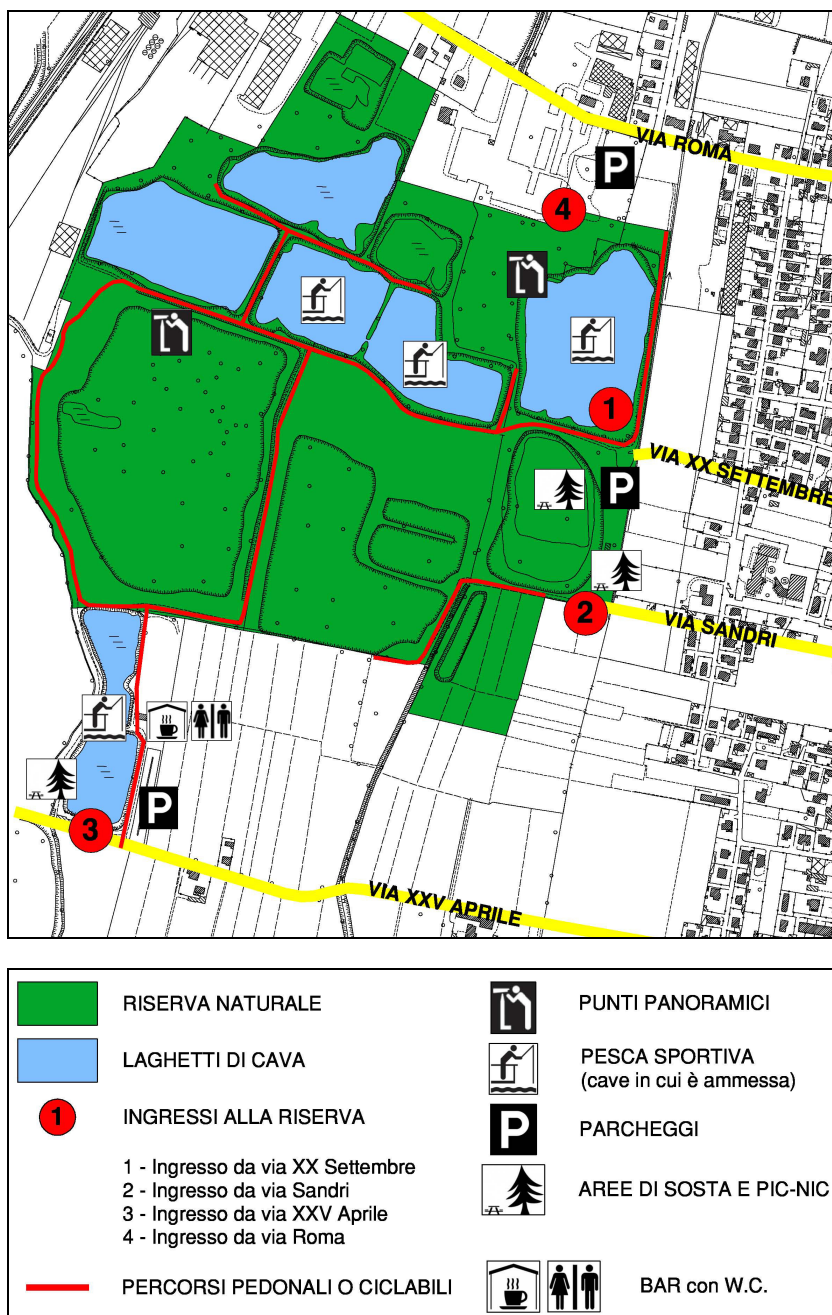 VIA ROMA
P
4
1
VIA XX SETTEMBRE
P
2
VIA SANDRI
P
3
VIA XXV APRILE
RISERVA NATURALE
LAGHETTI DI CAVA
1
INGRESSI ALLA RISERVA
1 - Ingresso da via XX Settembre
2 - Ingresso da via Sandri
3 - Ingresso da via XXV Aprile
4 - Ingresso da via Roma
PERCORSI PEDONALI O CICLABILI
PUNTI PANORAMICI
PESCA SPORTIVA
(cave in cui è ammessa)
P
PARCHEGGI
AREE DI SOSTA E PIC-NIC
BAR con W.C.